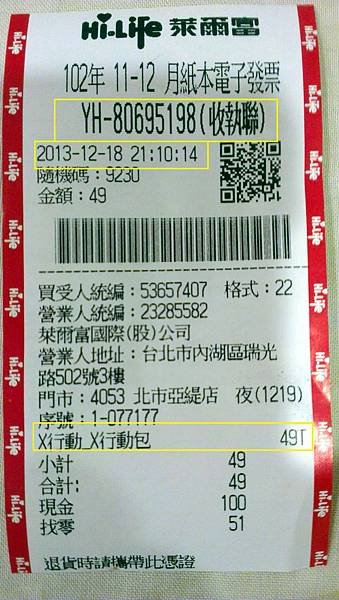 Hi-Life 萊爾富
102年 11-12 月紙本電子發票
YH-80695198(收執聯)
2013-12-18 21:10:14
隨機碼：9230
金額：49
買受人統編：53657407 格式：22
營業人統編：23285582
萊爾富國際(股)公司
營業人地址：台北市內湖區瑞光
路502號3樓
門市：4053 北市亞緹店 夜(1219)
序號：1-077177
X行動_X行動包 49T
小計 49
合計： 49
現金 100
找零 51
退貨時請攜帶此憑證